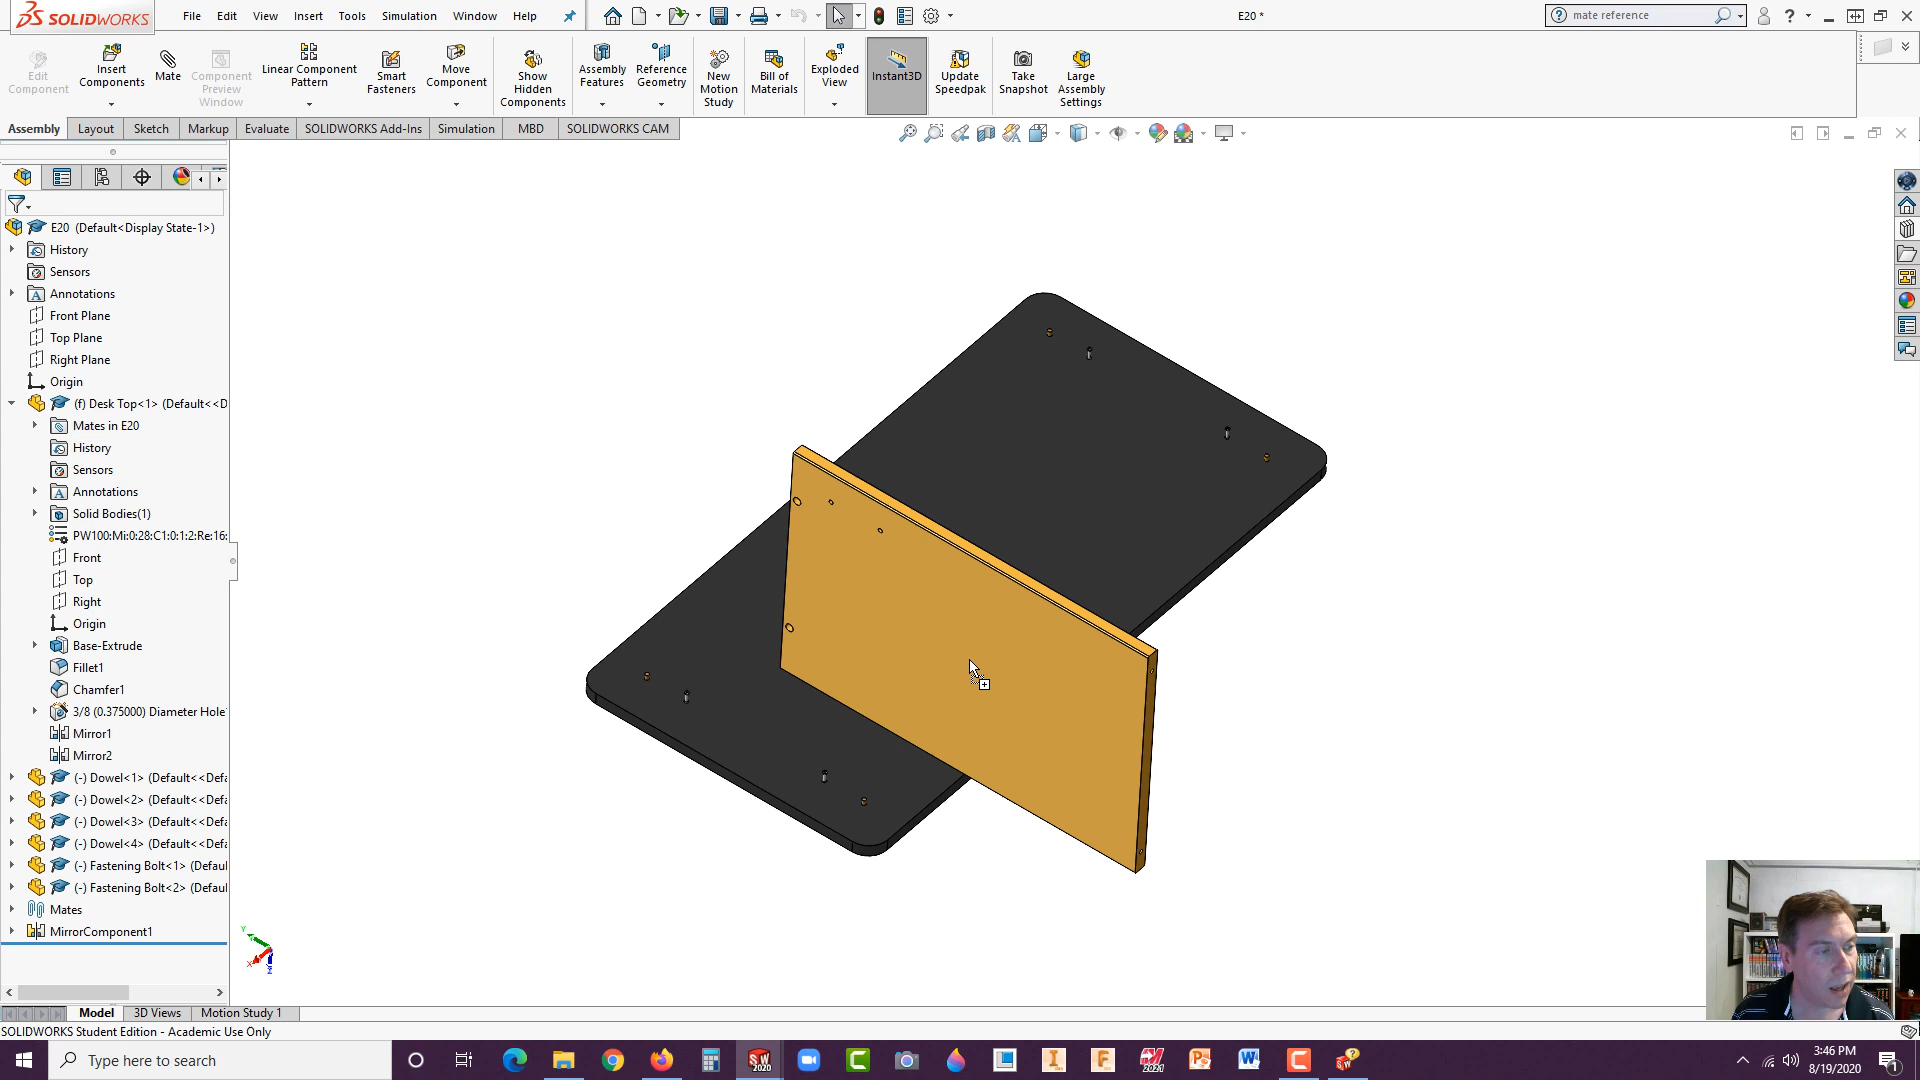 SOLIDWORKS
File
Edit
View
Insert
Tools
Simulation
Window
Help
E20 *
mate reference
Edit
Component
Insert
Components
Mate
Component
Preview
Window
Linear Component
Pattern
Smart
Fasteners
Move
Component
Show
Hidden
Components
Assembly
Features
Reference
Geometry
New
Motion
Study
Bill of
Materials
Exploded
View
Instant3D
Update
Speedpak
Take
Snapshot
Large
Assembly
Settings
Assembly
Layout
Sketch
Markup
Evaluate
SOLIDWORKS Add-Ins
Simulation
MBD
SOLIDWORKS CAM
E20 (Default<Display State-1>)
History
Sensors
Annotations
Front Plane
Top Plane
Right Plane
Origin
(f) Desk Top<1> (Default<<D
Mates in E20
History
Sensors
Annotations
Solid Bodies(1)
PW100:Mi:0:28:C1:0:1:2:Re:16:
Front
Top
Right
Origin
Base-Extrude
Fillet1
Chamfer1
3/8 (0.375000) Diameter Hole
Mirror1
Mirror2
(-) Dowel<1> (Default<<Defa
(-) Dowel<2> (Default<<Defa
(-) Dowel<3> (Default<<Defa
(-) Dowel<4> (Default<<Defa
(-) Fastening Bolt<1> (Defaul
(-) Fastening Bolt<2> (Defaul
Mates
MirrorComponent1
Y
X
Z
Model
3D Views
Motion Study 1
SOLIDWORKS Student Edition - Academic Use Only
Type here to search
SW
2020
2021
3:46 PM
8/19/2020
1